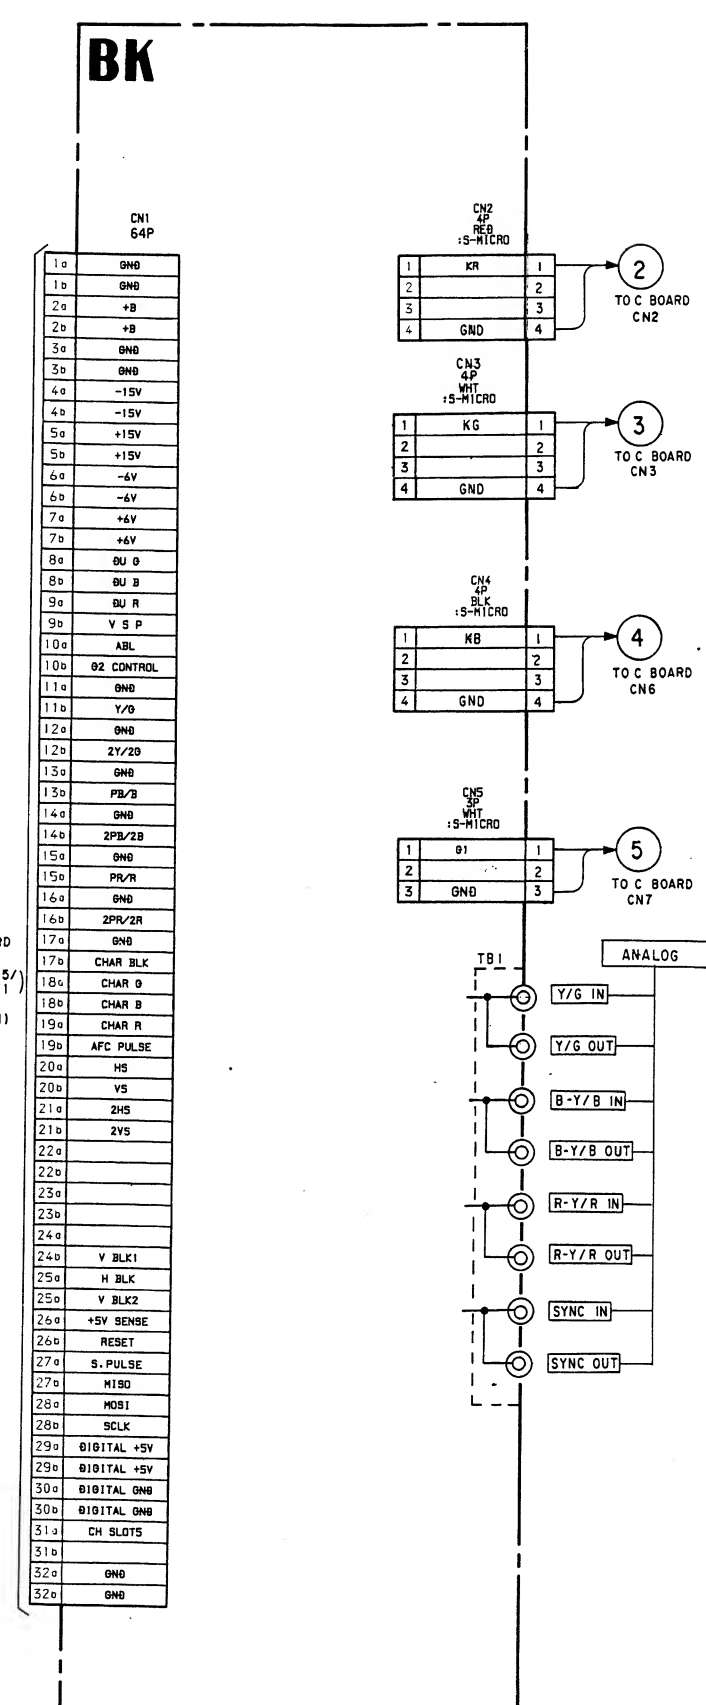 BK
CN1
64P
1a GND
1b GND
2a +B
2b +B
3a GND
3b GND
4a -15V
4b -15V
5a +15V
5b +15V
6a -6V
6b -6V
7a +6V
7b +6V
8a DU G
8b DU B
9a DU R
9b V S P
10a ABL
10b G2 CONTROL
11a GND
11b Y/G
12a GND
12b 2Y/2G
13a GND
13b PB/B
14a GND
14b 2PB/2B
15a GND
15b PR/R
16a GND
16b 2PR/2R
17a GND
17b CHAR BLK
18a CHAR G
18b CHAR B
19a CHAR R
19b AFC PULSE
20a HS
20b VS
21a 2HS
21b 2VS
22a
22b
23a
23b
24a
24b V BLK1
25a H BLK
25b V BLK2
26a +5V SENSE
26b RESET
27a S.PULSE
27b MISO
28a MOSI
28b SCLK
29a DIGITAL +5V
29b DIGITAL +5V
30a DIGITAL GND
30b DIGITAL GND
31a CH SLOT5
31b
32a GND
32b GND
CN2
4P
RED
:S-MICRO
1 KR 1
2 2
3 3
4 GND 4
2
TO C BOARD
CN2
CN3
4P
WHT
:S-MICRO
1 KG 1
2 2
3 3
4 GND 4
3
TO C BOARD
CN3
CN4
4P
BLK
:S-MICRO
1 KB 1
2 2
3 3
4 GND 4
4
TO C BOARD
CN6
CN5
3P
WHT
:S-MICRO
1 G1 1
2 2
3 GND 3
5
TO C BOARD
CN7
TB1
ANALOG
Y/G IN
Y/G OUT
B-Y/B IN
B-Y/B OUT
R-Y/R IN
R-Y/R OUT
SYNC IN
SYNC OUT